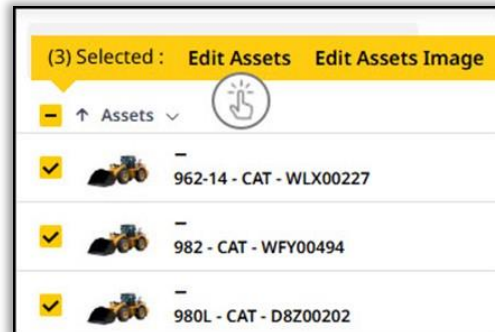 (3) Selected : Edit Assets Edit Assets Image
Assets
–
962-14 - CAT - WLX00227
–
982 - CAT - WFY00494
–
980L - CAT - D8Z00202